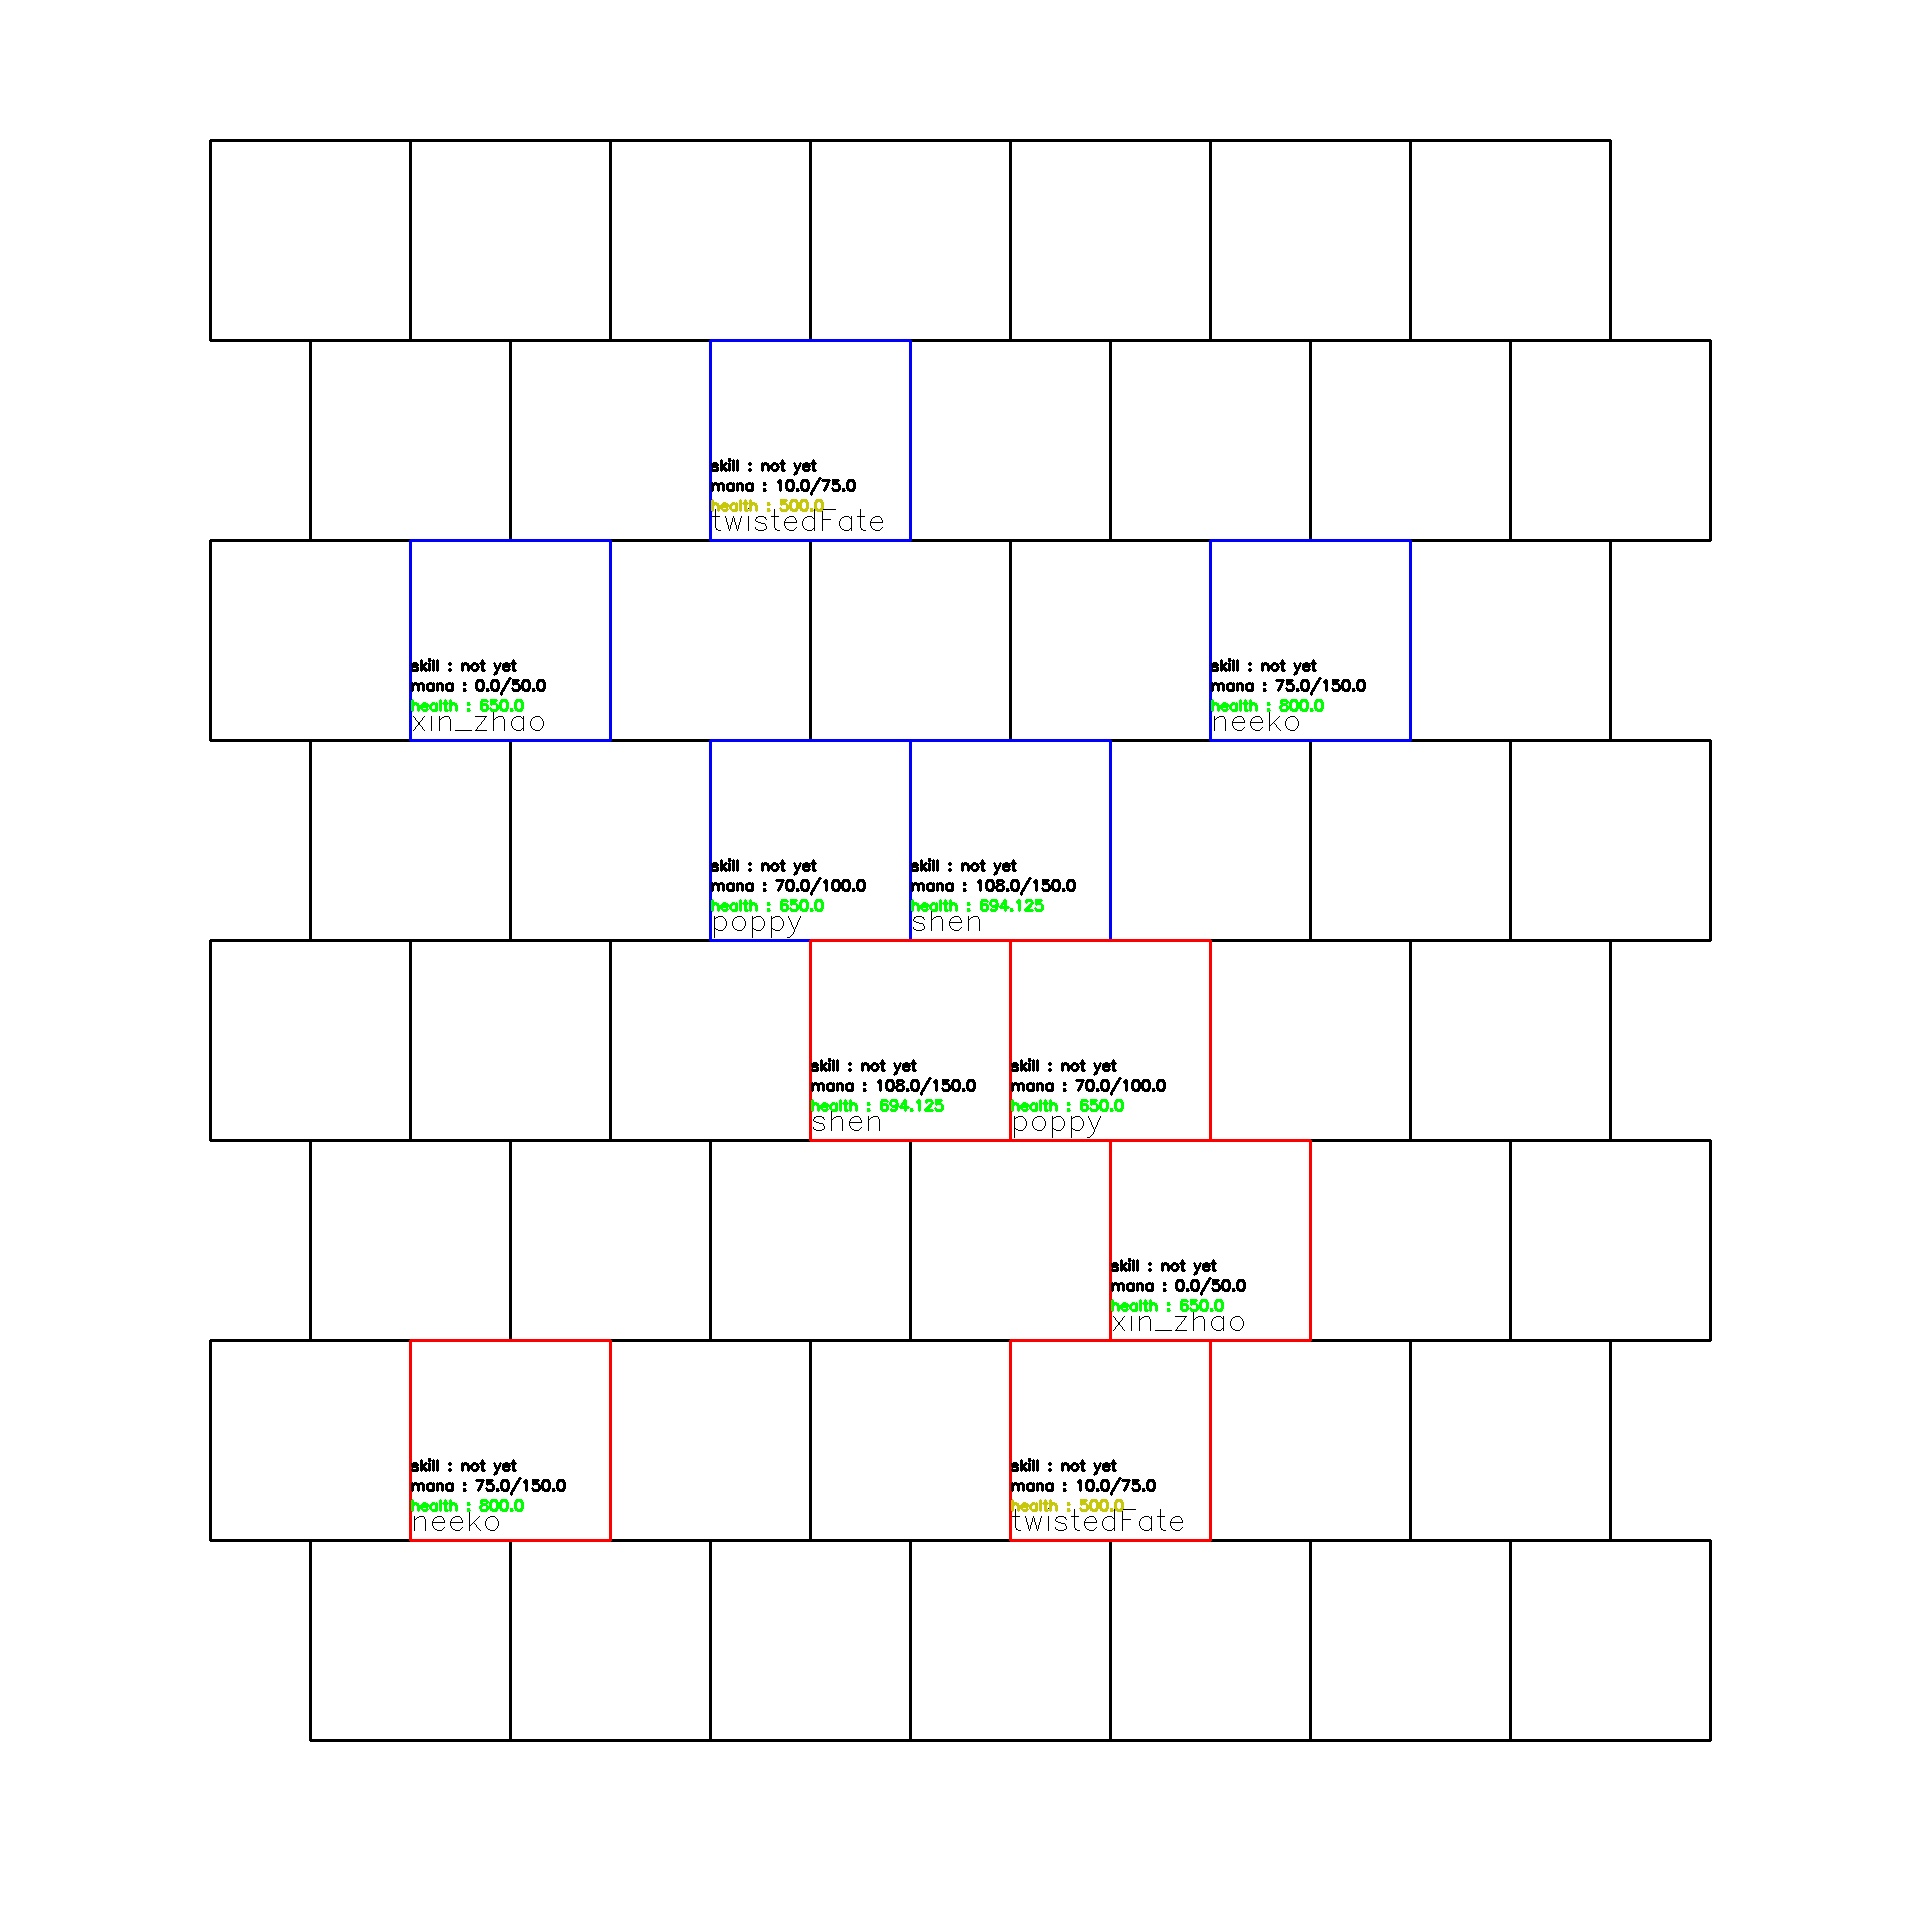 skill : not yet
mana : 10.0/75.0
health : 500.0
twistedFate
skill : not yet
mana : 0.0/50.0
health : 650.0
xin_zhao
skill : not yet
mana : 75.0/150.0
health : 800.0
neeko
skill : not yet
mana : 70.0/100.0
health : 650.0
poppy
skill : not yet
mana : 108.0/150.0
health : 694.125
shen
skill : not yet
mana : 108.0/150.0
health : 694.125
shen
skill : not yet
mana : 70.0/100.0
health : 650.0
poppy
skill : not yet
mana : 0.0/50.0
health : 650.0
xin_zhao
skill : not yet
mana : 75.0/150.0
health : 800.0
neeko
skill : not yet
mana : 10.0/75.0
health : 500.0
twistedFate